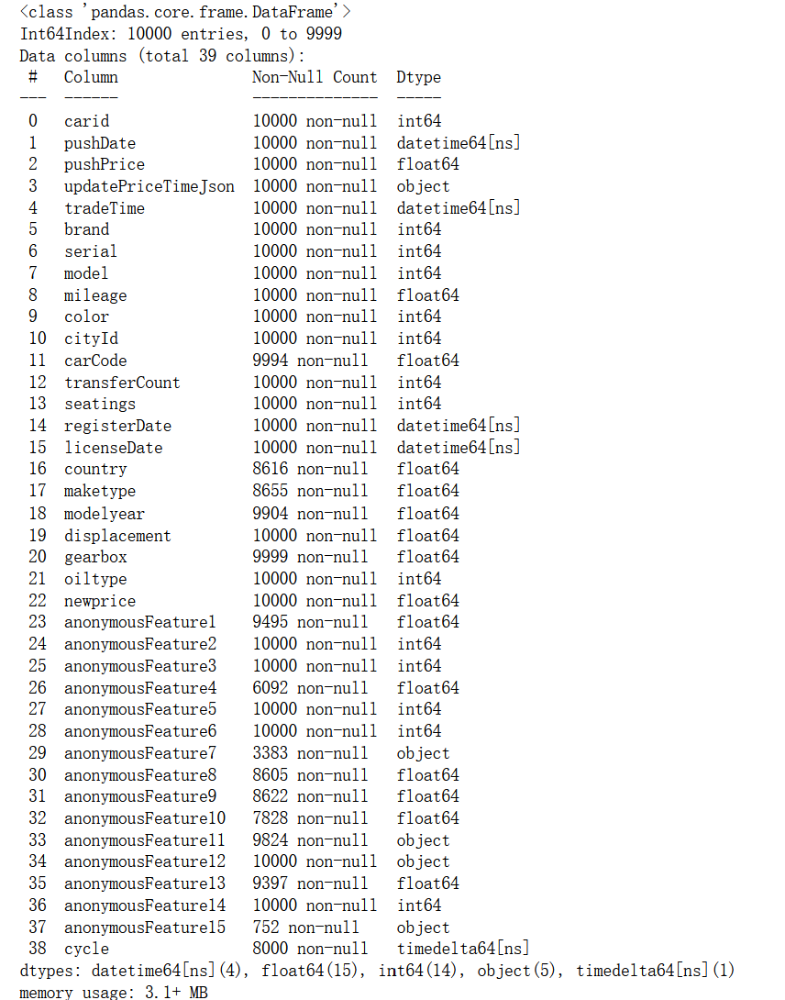 <class 'pandas.core.frame.DataFrame'>
Int64Index: 10000 entries, 0 to 9999
Data columns (total 39 columns):
 #   Column               Non-Null Count  Dtype
---  ------               --------------  -----
 0   carid                10000 non-null  int64
 1   pushDate             10000 non-null  datetime64[ns]
 2   pushPrice            10000 non-null  float64
 3   updatePriceTimeJson  10000 non-null  object
 4   tradeTime            10000 non-null  datetime64[ns]
 5   brand                10000 non-null  int64
 6   serial               10000 non-null  int64
 7   model                10000 non-null  int64
 8   mileage              10000 non-null  float64
 9   color                10000 non-null  int64
 10  cityId               10000 non-null  int64
 11  carCode              9994 non-null   float64
 12  transferCount        10000 non-null  int64
 13  seatings             10000 non-null  int64
 14  registerDate         10000 non-null  datetime64[ns]
 15  licenseDate          10000 non-null  datetime64[ns]
 16  country              8616 non-null   float64
 17  maketype             8655 non-null   float64
 18  modelyear            9904 non-null   float64
 19  displacement         10000 non-null  float64
 20  gearbox              9999 non-null   float64
 21  oiltype              10000 non-null  int64
 22  newprice             10000 non-null  float64
 23  anonymousFeature1    9495 non-null   float64
 24  anonymousFeature2    10000 non-null  int64
 25  anonymousFeature3    10000 non-null  int64
 26  anonymousFeature4    6092 non-null   float64
 27  anonymousFeature5    10000 non-null  int64
 28  anonymousFeature6    10000 non-null  int64
 29  anonymousFeature7    3383 non-null   object
 30  anonymousFeature8    8605 non-null   float64
 31  anonymousFeature9    8622 non-null   float64
 32  anonymousFeature10   7828 non-null   float64
 33  anonymousFeature11   9824 non-null   object
 34  anonymousFeature12   10000 non-null  object
 35  anonymousFeature13   9397 non-null   float64
 36  anonymousFeature14   10000 non-null  int64
 37  anonymousFeature15   752 non-null    object
 38  cycle                8000 non-null   timedelta64[ns]
dtypes: datetime64[ns](4), float64(15), int64(14), object(5), timedelta64[ns](1)
memory usage: 3.1+ MB